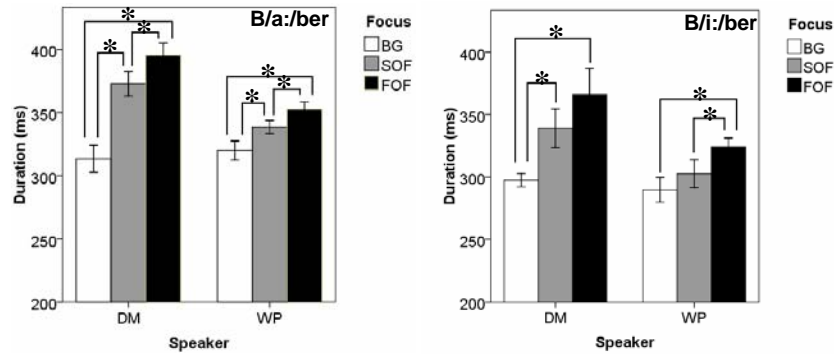 B/a:/ber
Focus
BG
SOF
FOF
Duration (ms)
400
350
300
250
200
DM
WP
Speaker
*
*
*
*
*
*
B/i:/ber
Focus
BG
SOF
FOF
Duration (ms)
400
350
300
250
200
DM
WP
Speaker
*
*
*
*